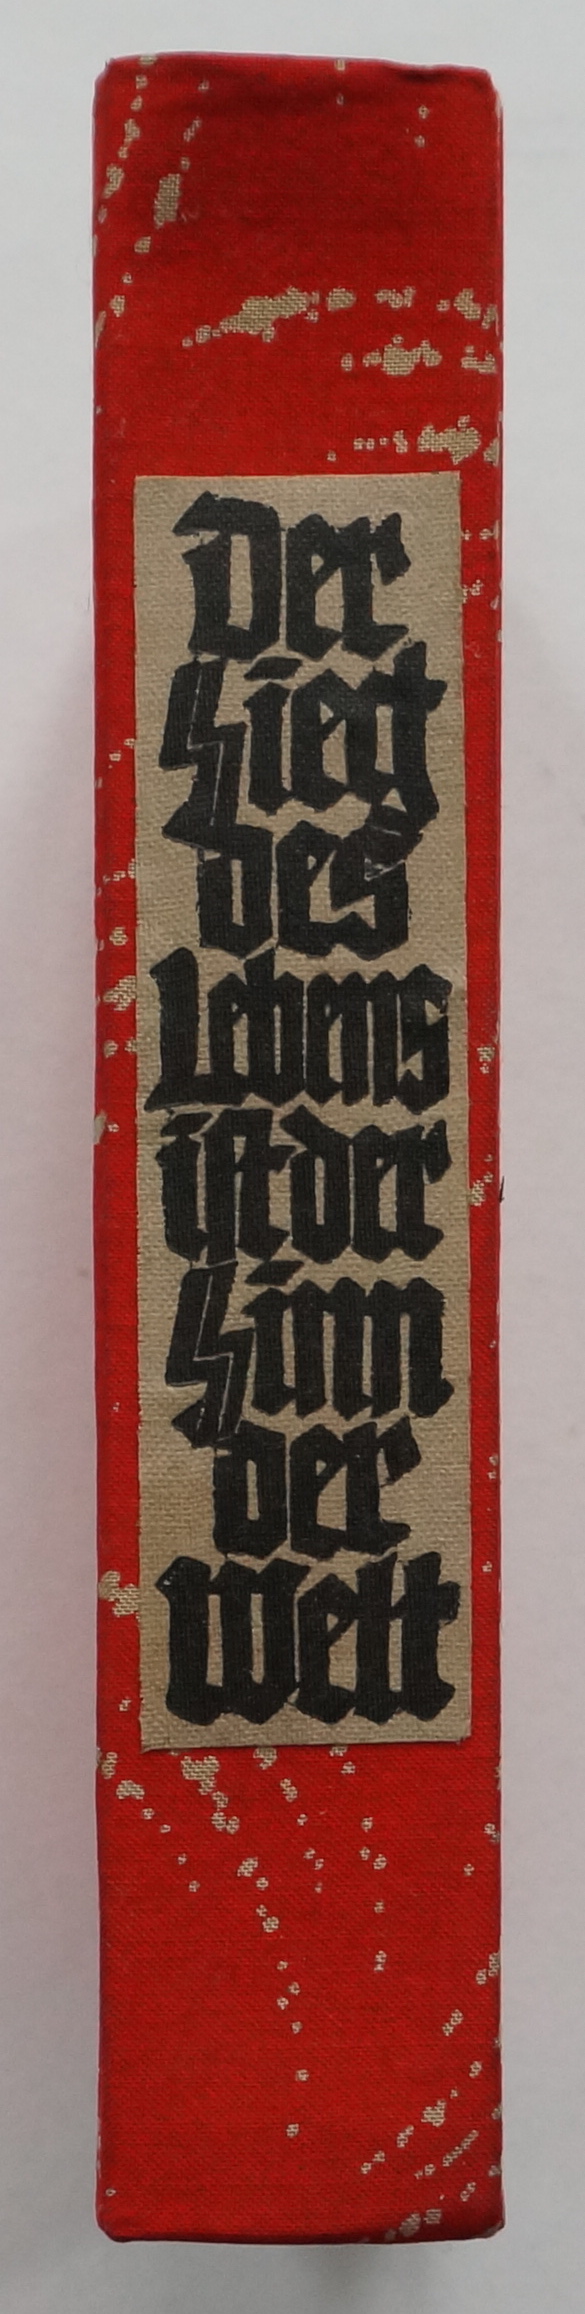 Der
Sieg
des
Lebens
ist der
Sinn
der
Welt